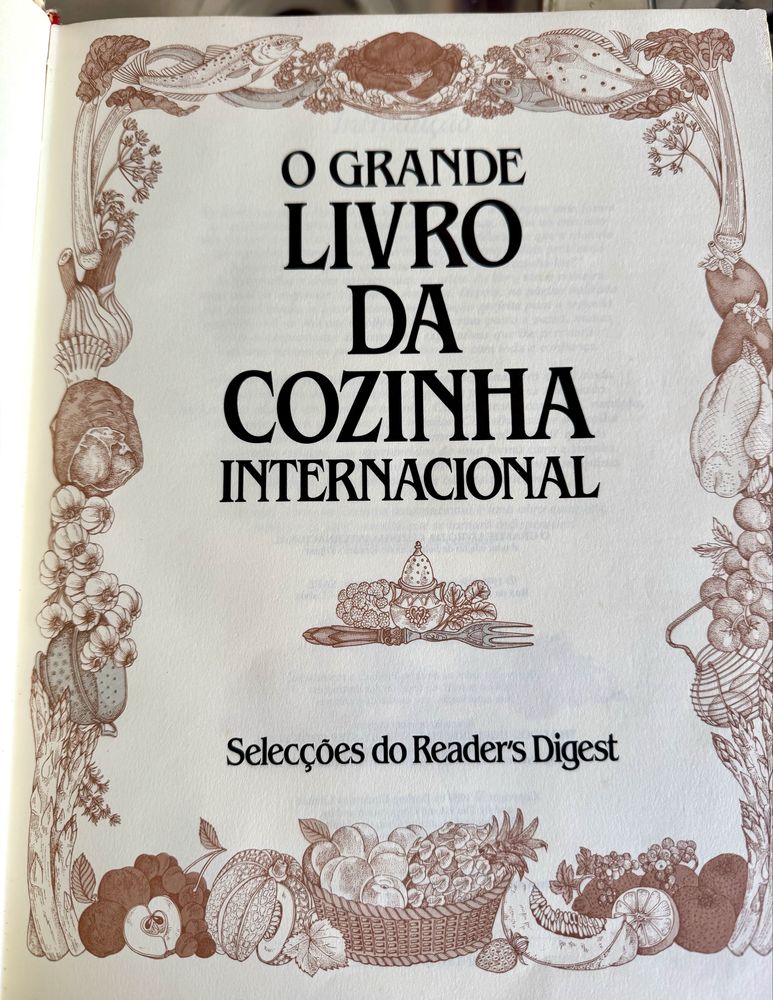 O GRANDE
LIVRO
DA
COZINHA
INTERNACIONAL
Selecções do Reader's Digest